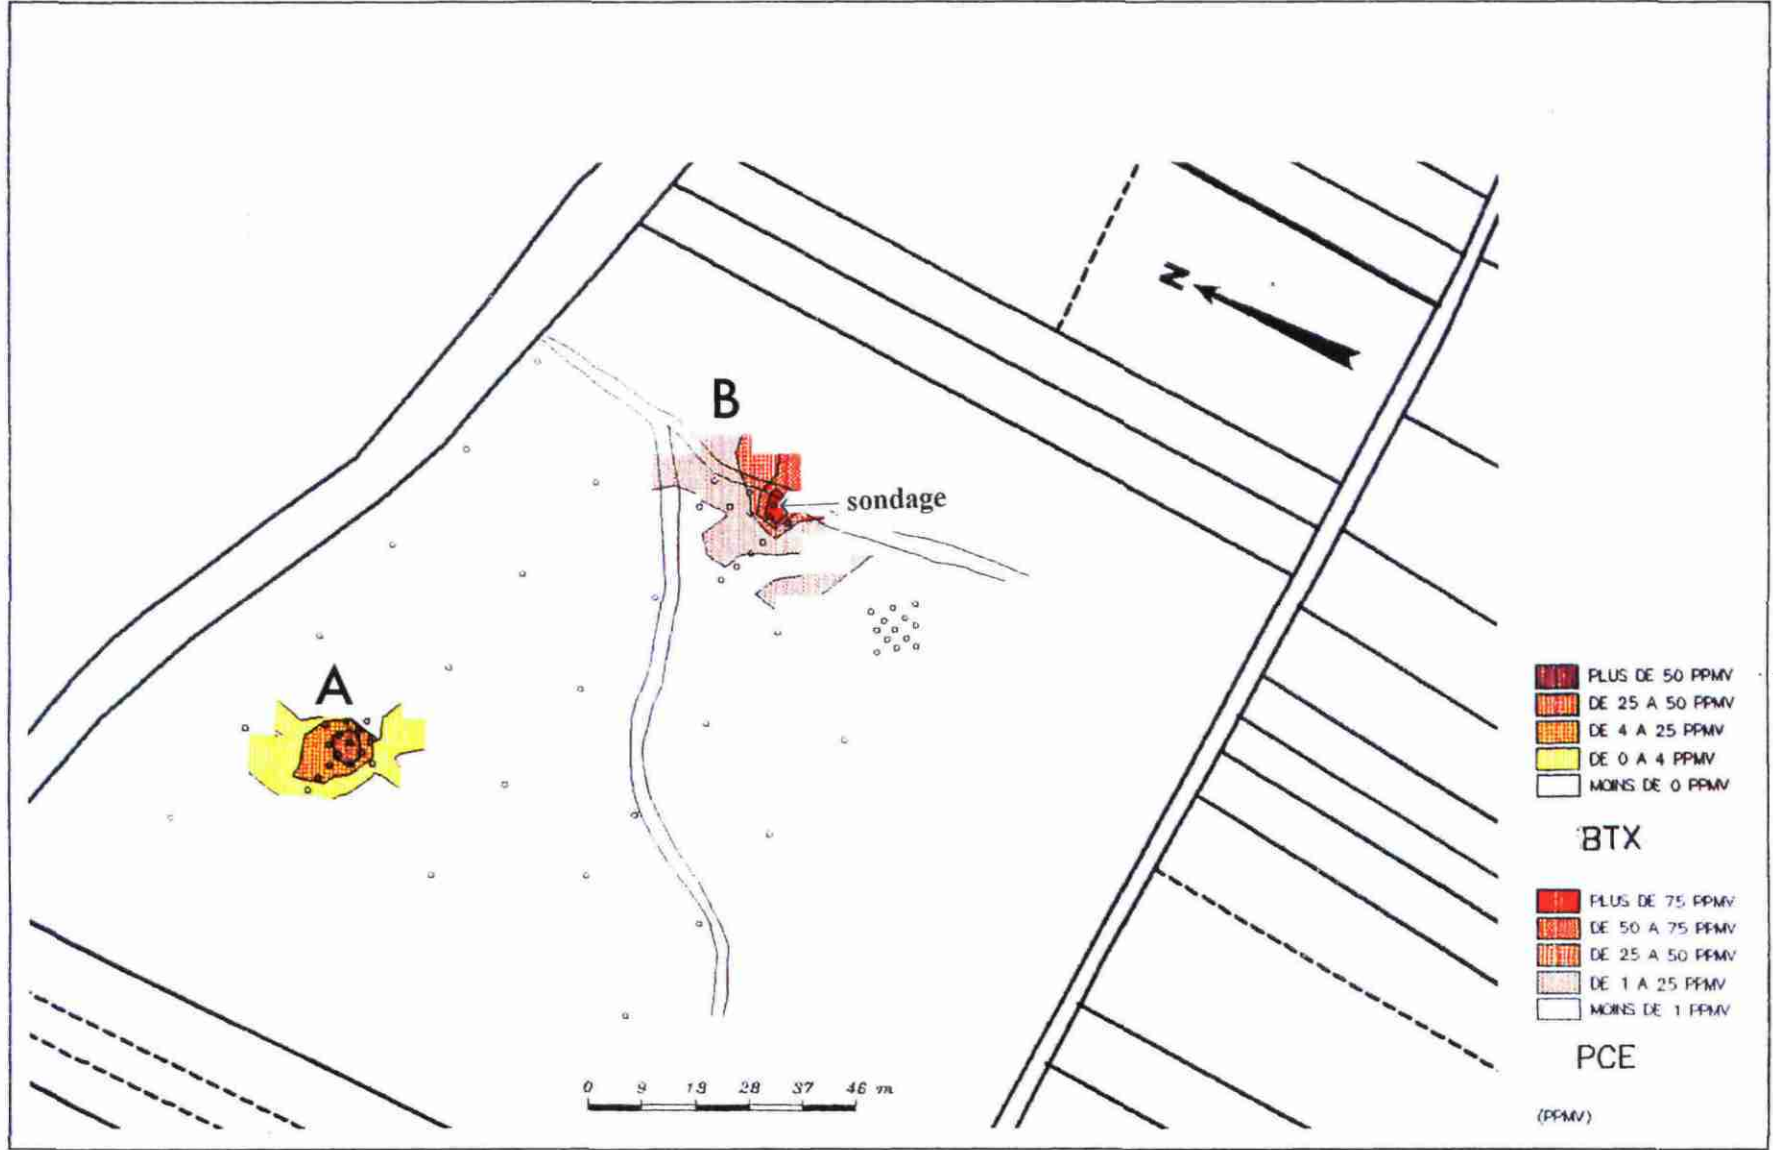 N
B
sondage
A
PLUS DE 50 PPMV
DE 25 A 50 PPMV
DE 4 A 25 PPMV
DE 0 A 4 PPMV
MOINS DE 0 PPMV
BTX
PLUS DE 75 PPMV
DE 50 A 75 PPMV
DE 25 A 50 PPMV
DE 1 A 25 PPMV
MOINS DE 1 PPMV
PCE
0 9 18 28 37 46 m
(PPMV)